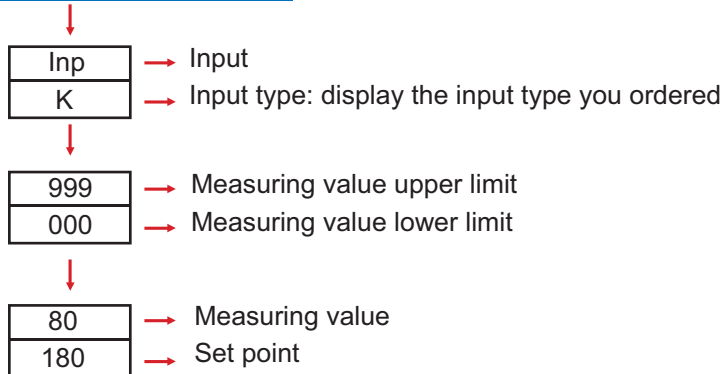 Inp Input
K Input type: display the input type you ordered
999 Measuring value upper limit
000 Measuring value lower limit
80 Measuring value
180 Set point